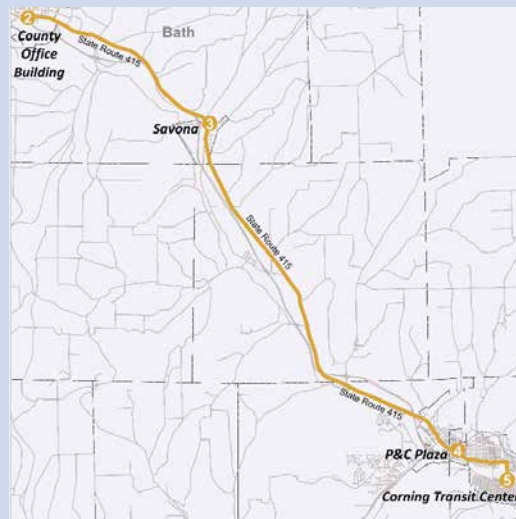 2
County
Office
Building
State Route 415
Bath
Savona
3
State Route 415
State Route 415
P&C Plaza
4
5
Corning Transit Center